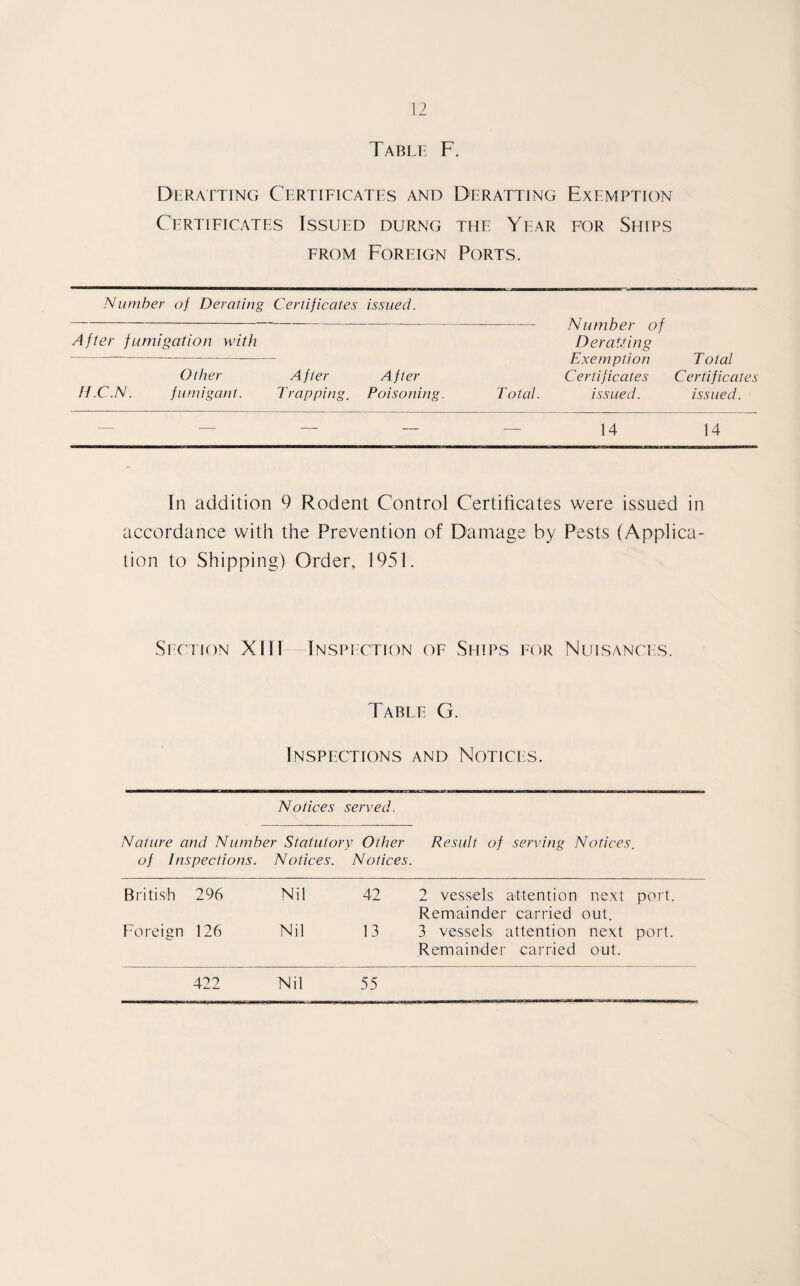 12
Table F.
Deratting Certificates and Deratting Exemption
Certificates Issued durng the Year for Ships
from Foreign Ports.
Number of Derating Certificates issued.
Number of
After fumigation with Deratting
Exemption Total
Other After After Certificates Certificates
H.C.N. fumigant. Trapping. Poisoning. Total. issued. issued.
— — — — — 14 14
In addition 9 Rodent Control Certificates were issued in
accordance with the Prevention of Damage by Pests (Applica-
tion to Shipping) Order, 1951.
Section XIII—Inspection of Ships for Nuisances.
Table G.
Inspections and Notices.
Notices served.
Nature and Number Statutory Other Result of serving Notices.
of Inspections. Notices. Notices.
British 296 Nil 42 2 vessels attention next port.
Remainder carried out.
Foreign 126 Nil 13 3 vessels attention next port.
Remainder carried out.
422 Nil 55